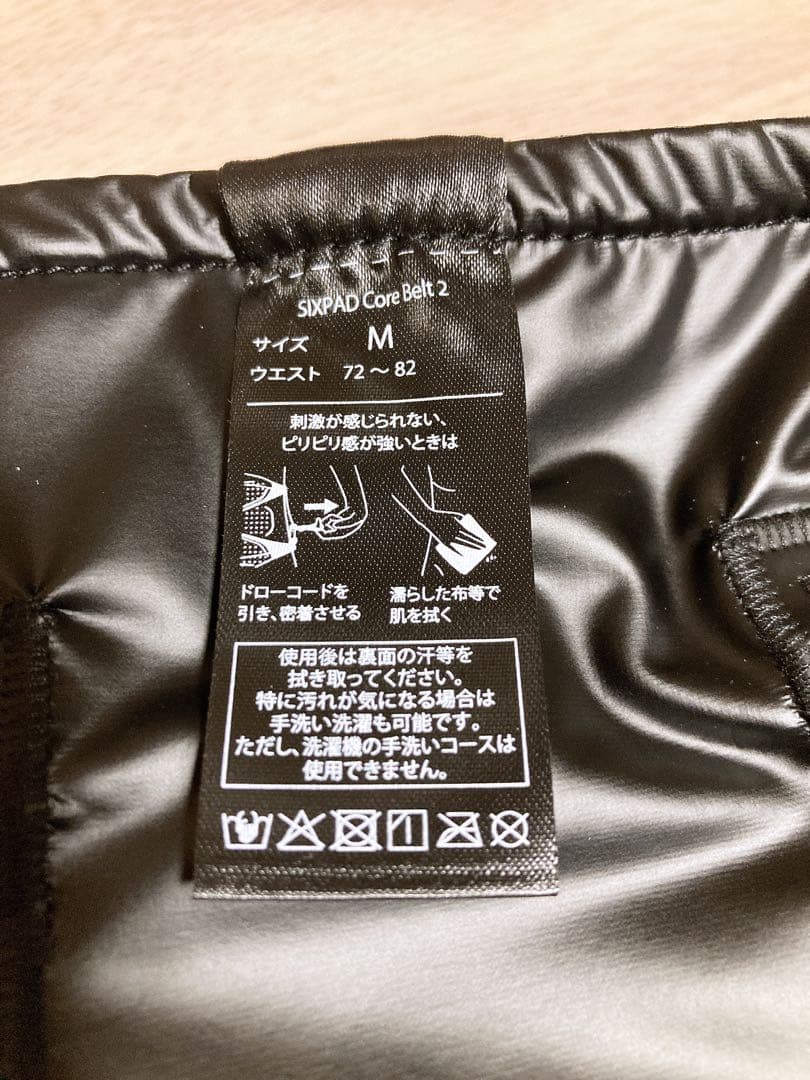 SIXPAD Core Belt 2
サイズ M
ウエスト 72～82
刺激が感じられない、
ピリピリ感が強いときは
ドローコードを
引き、密着させる
濡らした布等で
肌を拭く
使用後は裏面の汗等を
拭き取ってください。
特に汚れが気になる場合は
手洗い洗濯も可能です。
ただし、洗濯機の手洗いコースは
使用できません。